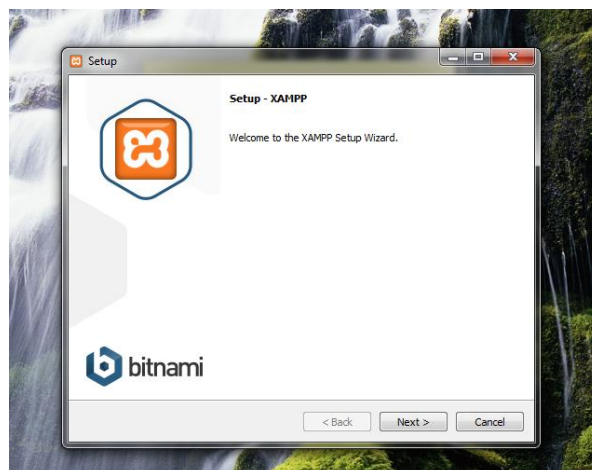 Setup
Setup - XAMPP
Welcome to the XAMPP Setup Wizard.
bitnami
< Back
Next >
Cancel